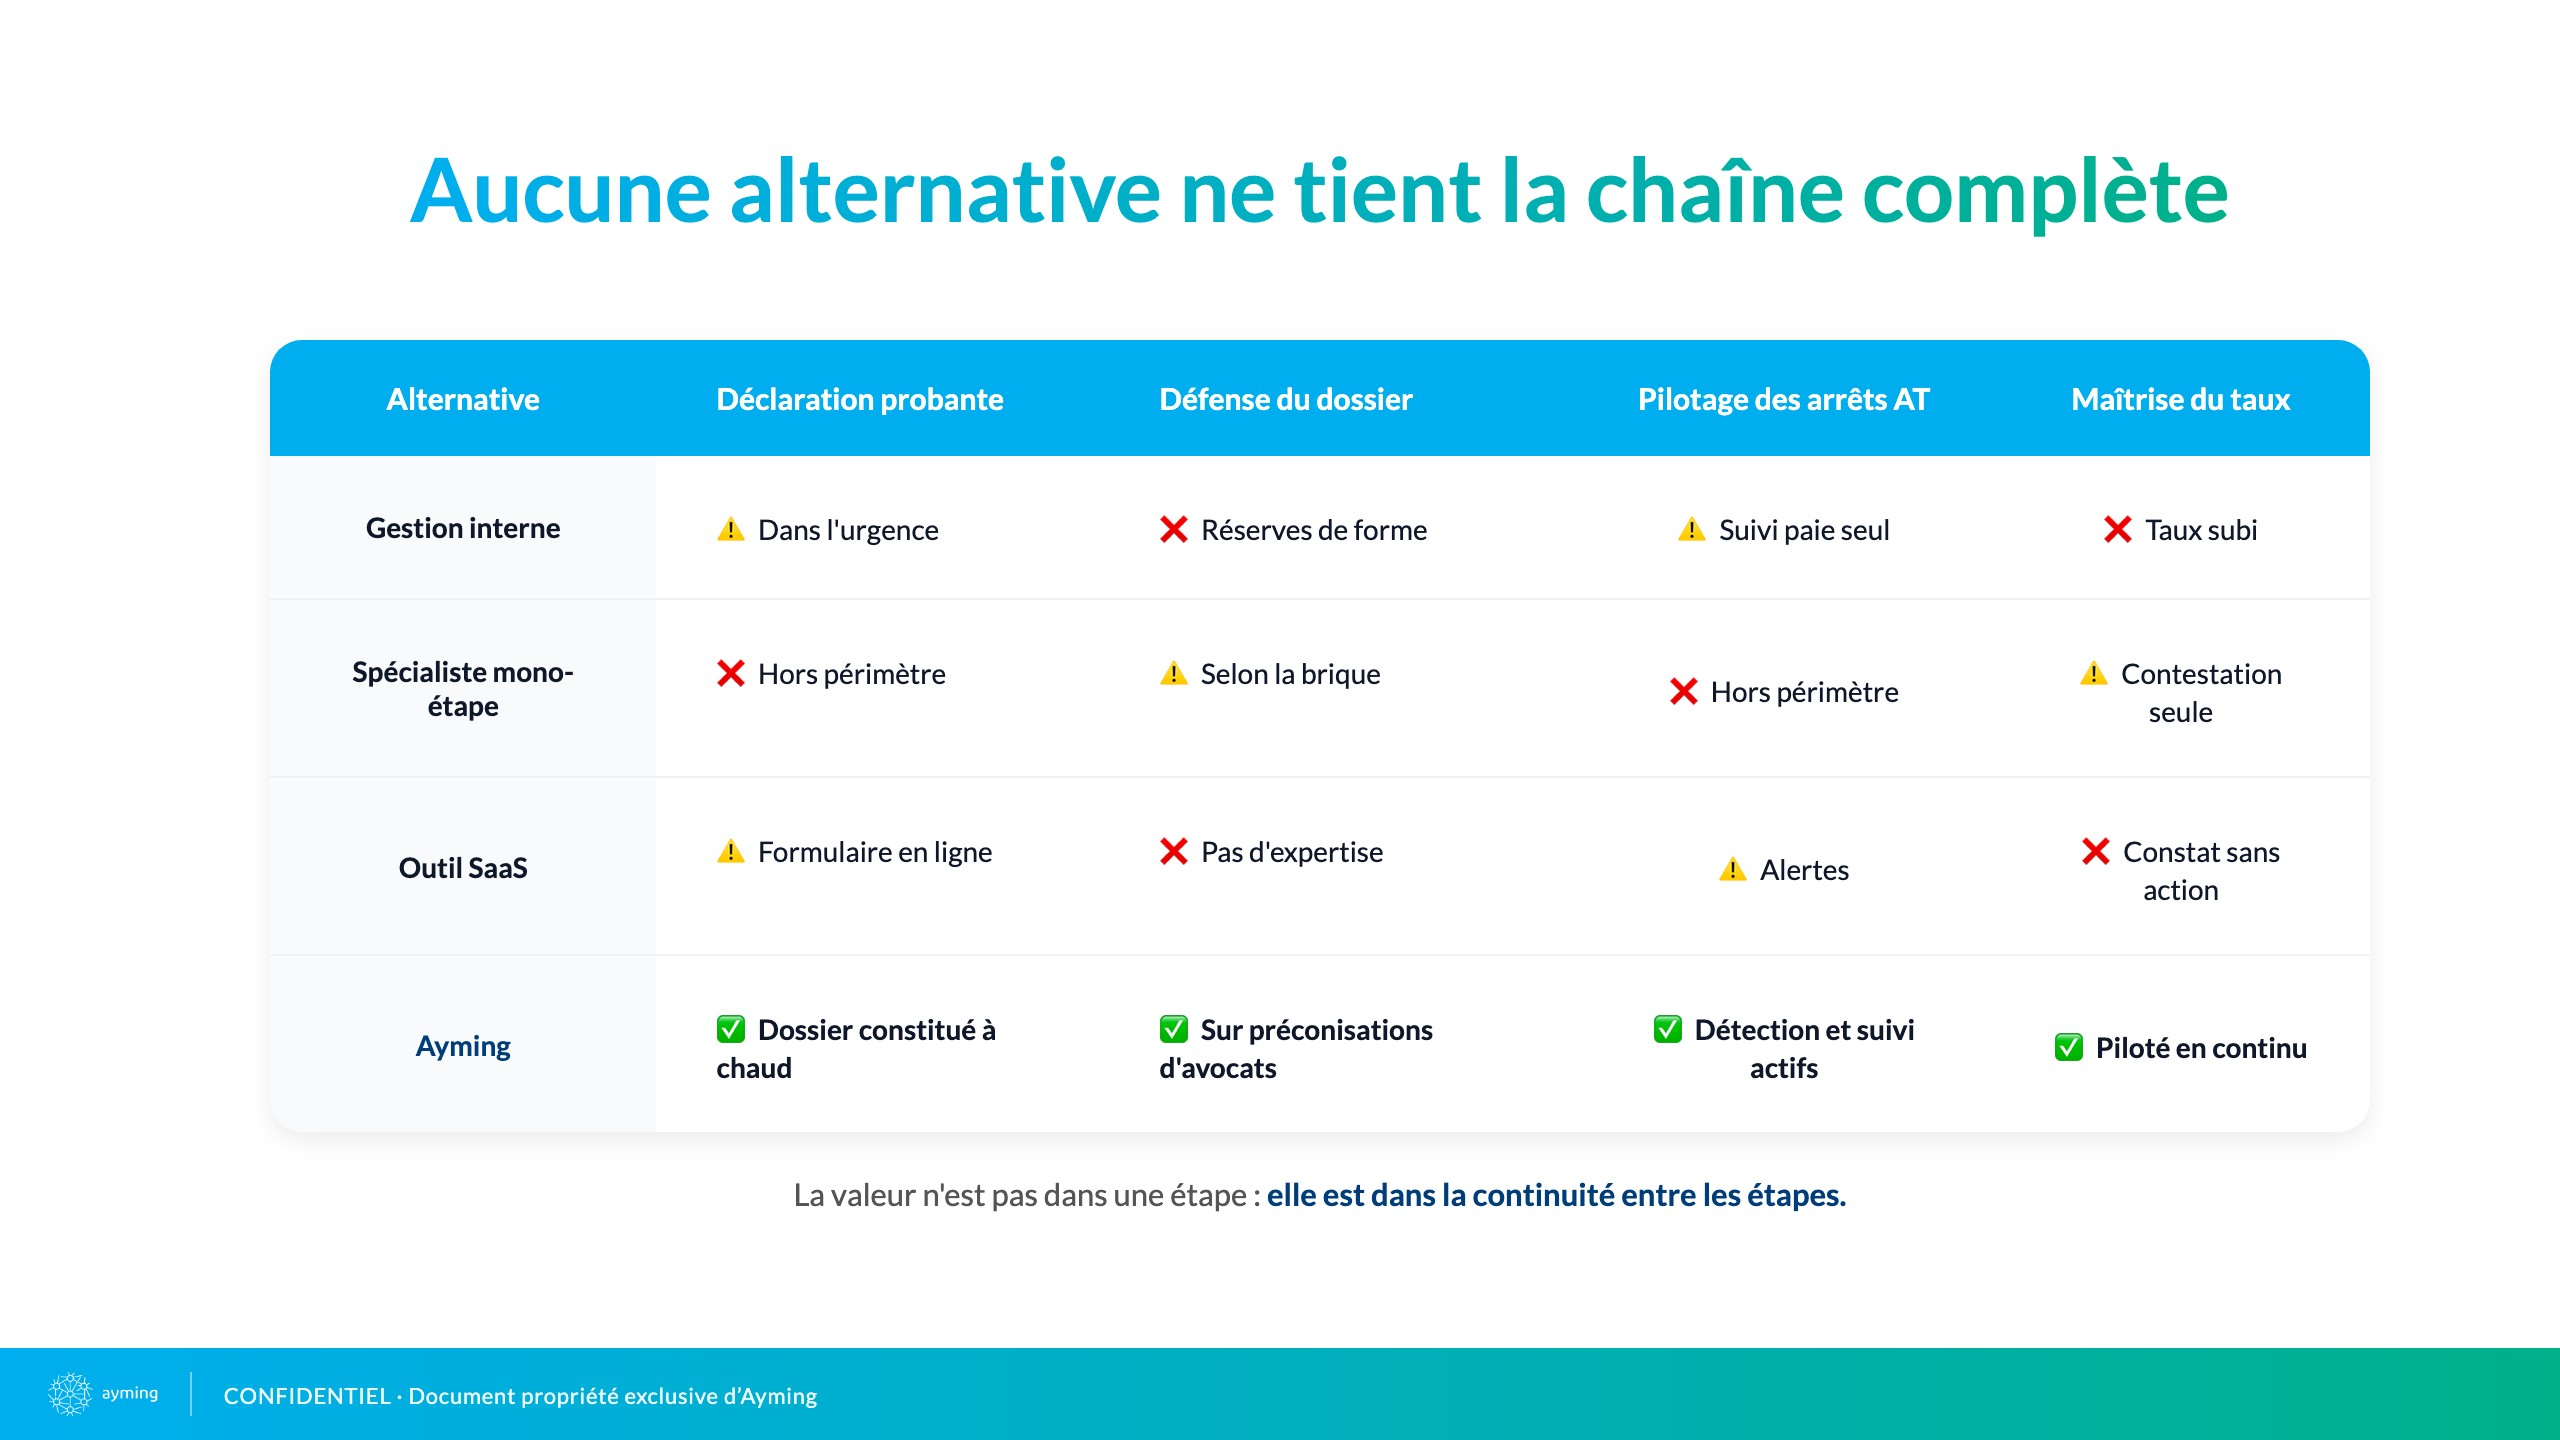 Aucune alternative ne tient la chaîne complète
Alternative Déclaration probante Défense du dossier Pilotage des arrêts AT Maîtrise du taux
Gestion interne ⚠️ Dans l'urgence ❌ Réserves de forme ⚠️ Suivi paie seul ❌ Taux subi
Spécialiste mono-
étape ❌ Hors périmètre ⚠️ Selon la brique ❌ Hors périmètre ⚠️ Contestation
seule
Outil SaaS ⚠️ Formulaire en ligne ❌ Pas d'expertise ⚠️ Alertes ❌ Constat sans
action
Ayming ✅ Dossier constitué à
chaud ✅ Sur préconisations
d'avocats ✅ Détection et suivi
actifs ✅ Piloté en continu
La valeur n'est pas dans une étape : elle est dans la continuité entre les étapes.
ayming CONFIDENTIEL · Document propriété exclusive d’Ayming